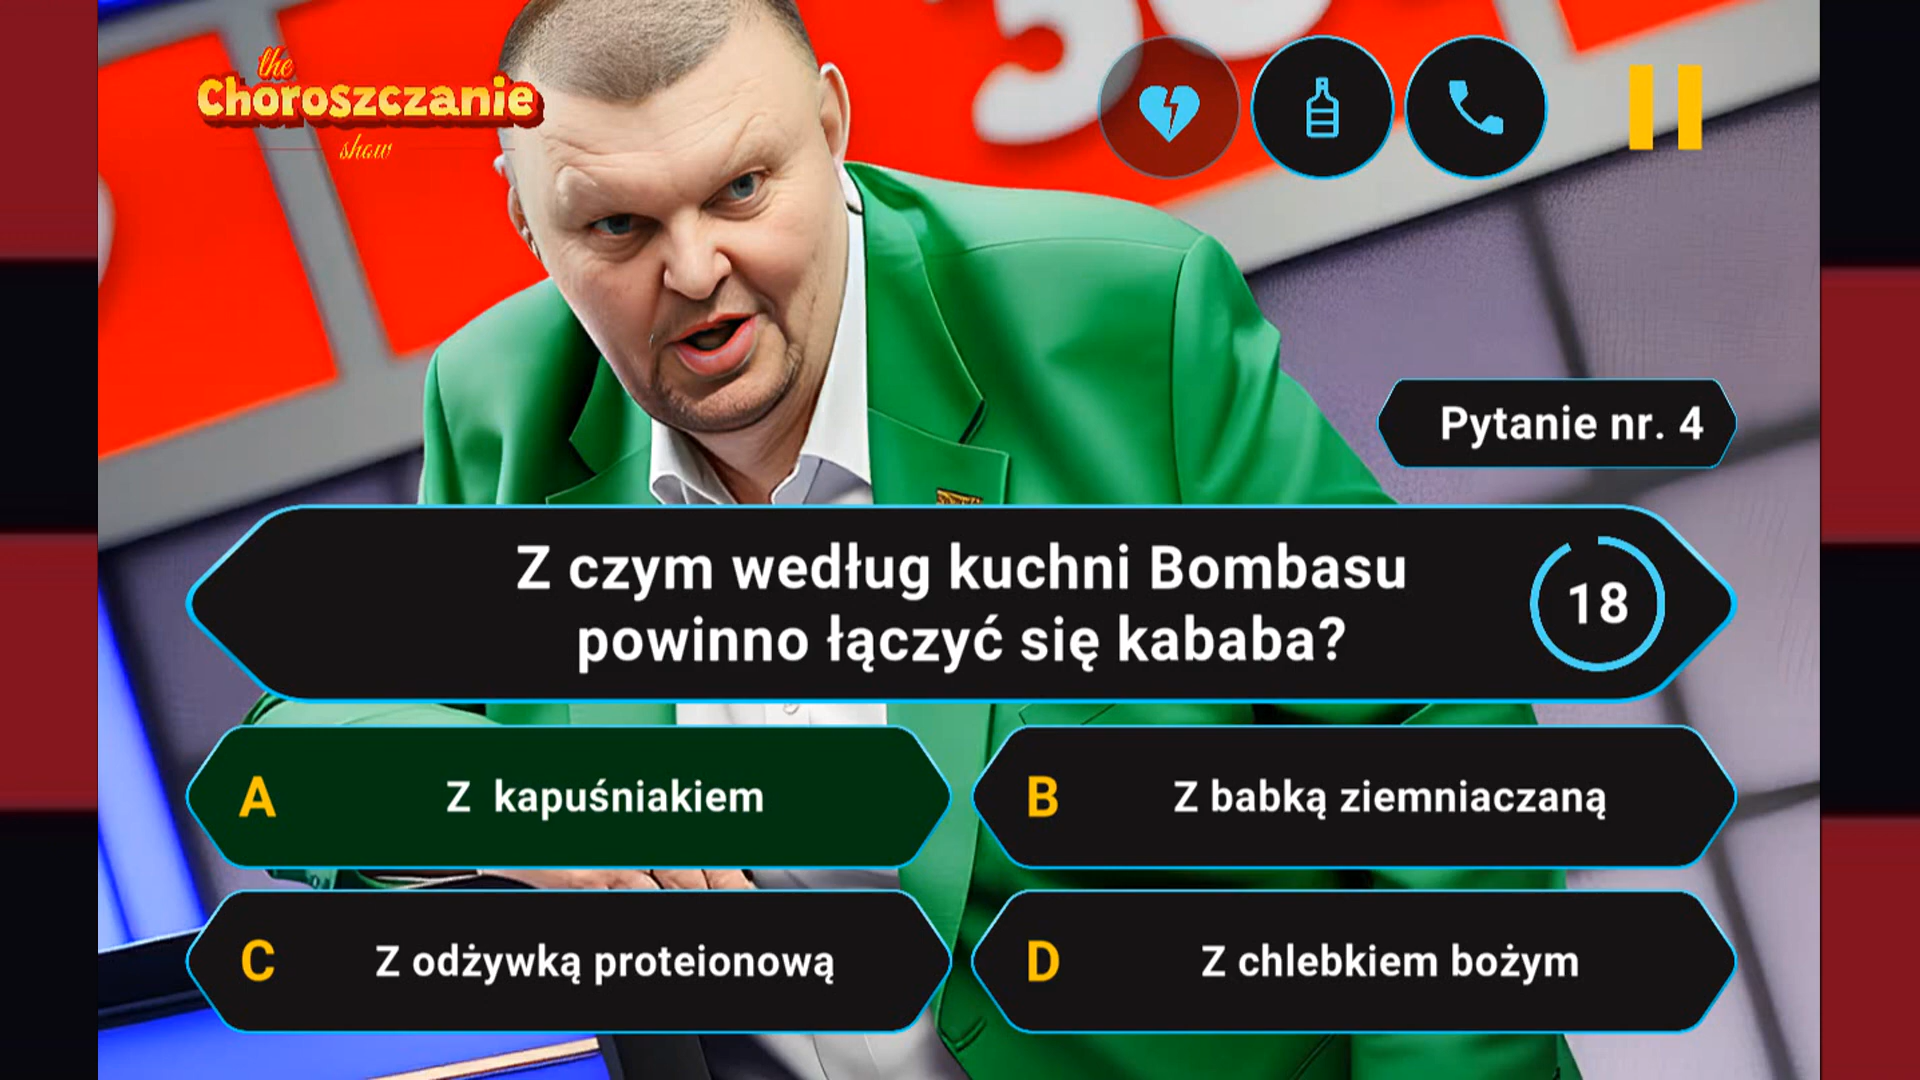 the
Choroszczanie
show
Pytanie nr. 4
Z czym według kuchni Bombasu
powinno łączyć się kababa?
18
A Z kapuśniakiem
B Z babką ziemniaczaną
C Z odżywką proteionową
D Z chlebkiem bożym